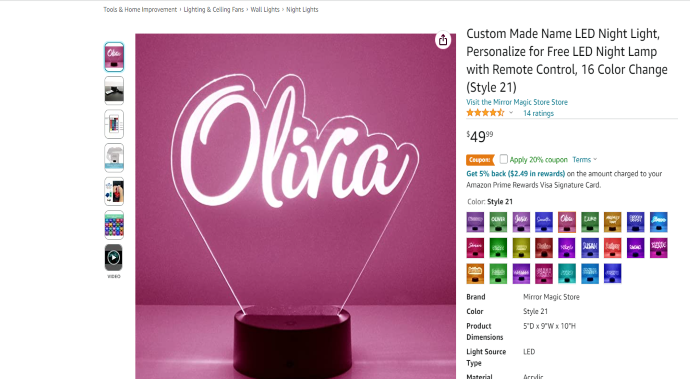 Tools & Home Improvement › Lighting & Ceiling Fans › Wall Lights › Night Lights
Custom Made Name LED Night Light,
Personalize for Free LED Night Lamp
with Remote Control, 16 Color Change
(Style 21)
Visit the Mirror Magic Store Store
14 ratings
$49.99
Coupon: Apply 20% coupon Terms
Get 5% back ($2.49 in rewards) on the amount charged to your
Amazon Prime Rewards Visa Signature Card.
Color: Style 21
Olivia
VIDEO
Brand Mirror Magic Store
Color Style 21
Product Dimensions 5"D x 9"W x 10"H
Light Source Type LED
Material Acrylic